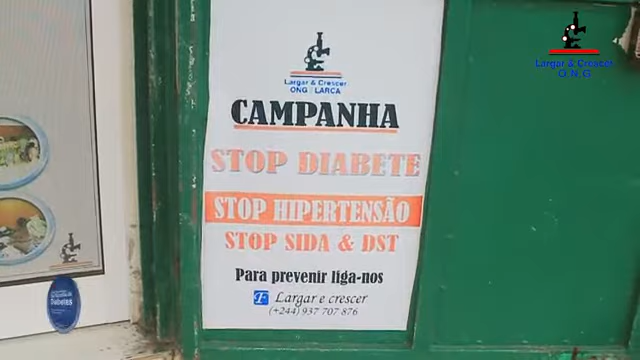 Largar & Crescer
ONG LARCA
CAMPANHA
STOP DIABETE
STOP HIPERTENSÃO
STOP SIDA & DST
Para prevenir liga-nos
F Largar e crescer
(+244) 937 707 876
Diabetes
Largar & Crescer
O.N.G